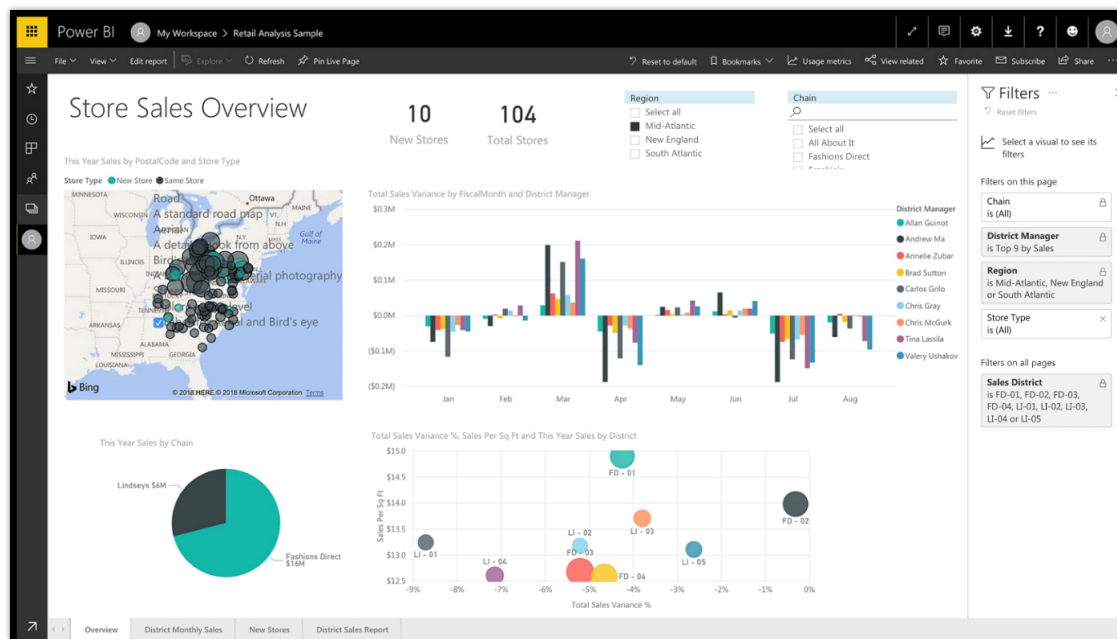 Power BI
My Workspace > Retail Analysis Sample
File
View
Edit report
Explore
Refresh
Pin Live Page
Reset to default
Bookmarks
Usage metrics
View related
Favorite
Subscribe
Share
Store Sales Overview
10
New Stores
104
Total Stores
Region
Select all
Mid-Atlantic
New England
South Atlantic
Chain
Select all
All About It
Fashions Direct
This Year Sales by PostalCode and Store Type
Store Type New Store Same Store
MINNESOTA
WISCONSIN
Ottawa
MAINE
VT.
N.H.
Gulf of
Maine
IOWA
ILLINOIS
MISSOURI
ARKANSAS
MISSISSIPPI
ALABAMA
GEORGIA
LOUISIANA
Road
A standard road map
Aerial
look from above
photography
level
and Bird's eye
Bing
© 2018 HERE, © 2018 Microsoft Corporation Terms
Total Sales Variance by FiscalMonth and District Manager
$0.3M
$0.2M
$0.1M
$0.0M
($0.1M)
($0.2M)
Jan Feb Mar Apr May Jun Jul Aug
District Manager
Allan Guinot
Andrew Ma
Annelie Zubar
Brad Sutton
Carlos Grilo
Chris Gray
Chris McGurk
Tina Lassila
Valery Ushakov
This Year Sales by Chain
Lindseys $6M
Fashions Direct
$16M
Total Sales Variance %, Sales Per Sq Ft and This Year Sales by District
Sales Per Sq Ft
$15.0
$14.5
$14.0
$13.5
$13.0
$12.5
FD - 01
FD - 02
LI - 03
LI - 02
LI - 01
FD - 03
LI - 05
LI - 04
FD - 04
-9% -8% -7% -6% -5% -4% -3% -2% -1% 0%
Total Sales Variance %
Filters
Reset filters
Select a visual to see its
filters
Filters on this page
Chain
is (All)
District Manager
is Top 9 by Sales
Region
is Mid-Atlantic, New England
or South Atlantic
Store Type
is (All)
Filters on all pages
Sales District
is FD-01, FD-02, FD-03,
FD-04, LI-01, LI-02, LI-03,
LI-04 or LI-05
Overview
District Monthly Sales
New Stores
District Sales Report